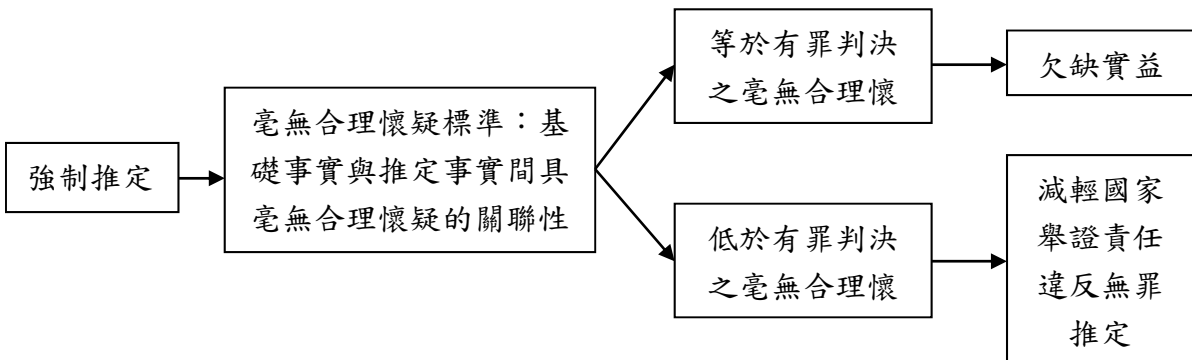 強制推定
毫無合理懷疑標準：基
礎事實與推定事實間具
毫無合理懷疑的關聯性
等於有罪判決
之毫無合理懷
欠缺實益
低於有罪判決
之毫無合理懷
減輕國家
舉證責任
違反無罪
推定